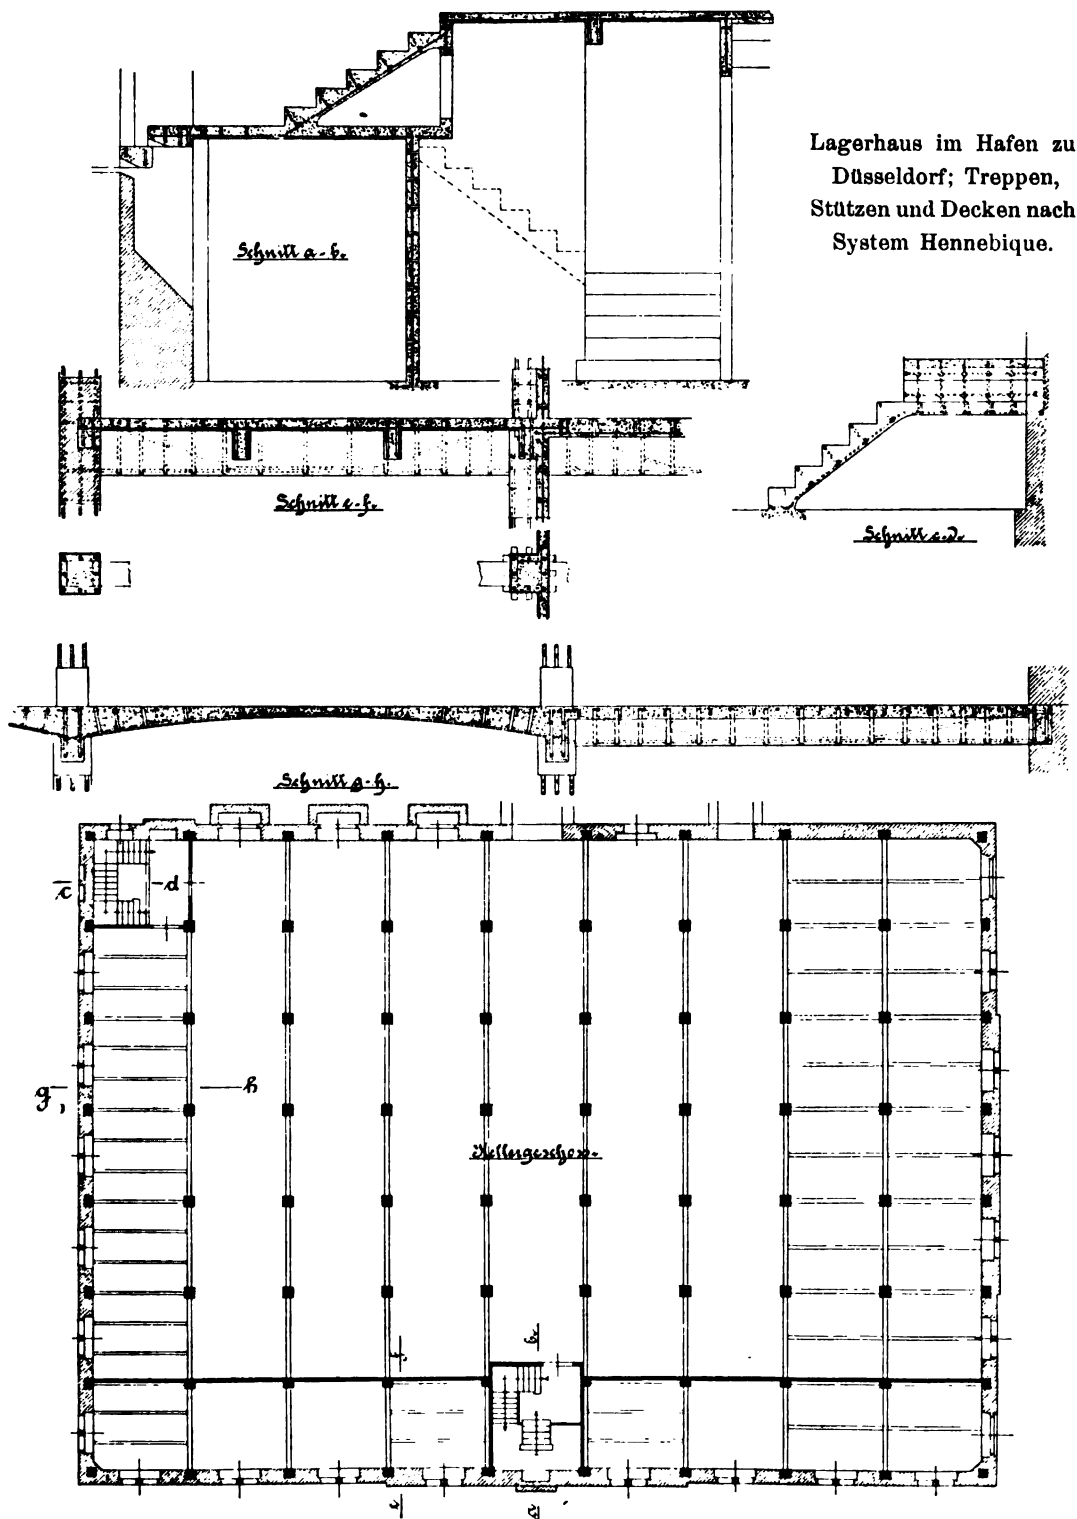 Lagerhaus im Hafen zu
Düsseldorf; Treppen,
Stützen und Decken nach
System Hennebique.
Schnitt a-b.
Schnitt e-f.
Schnitt c-d.
Schnitt g-h.
c
d
g
h
Kellergeschoss.
f
b
e
a